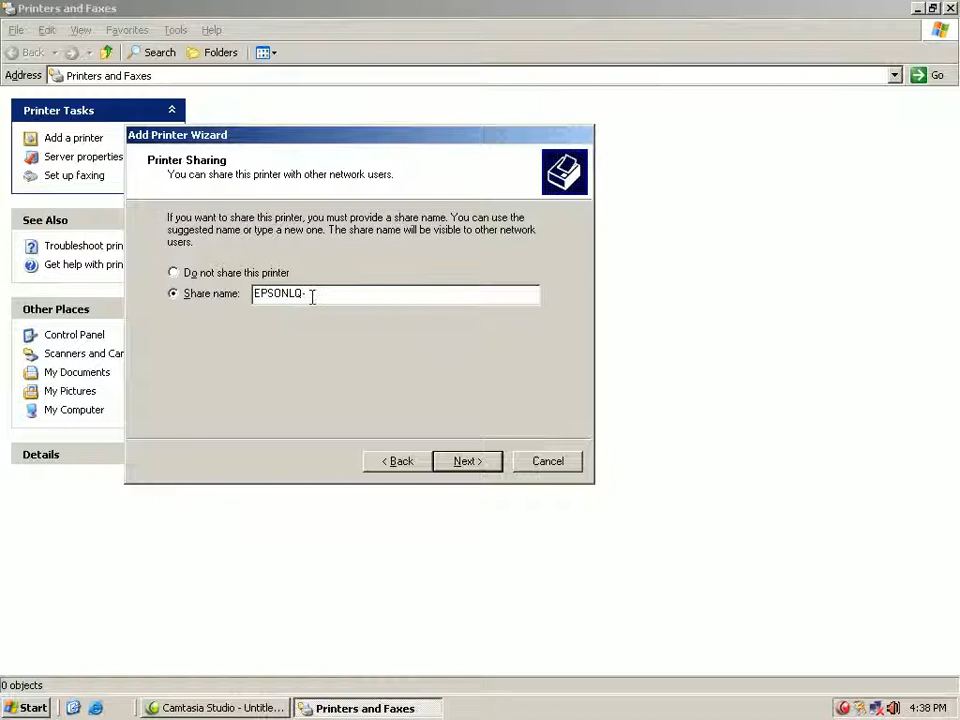 Printers and Faxes
File Edit View Favorites Tools Help
Back Search Folders
Address Printers and Faxes Go
Printer Tasks
Add a printer
Server properties
Set up faxing
See Also
Troubleshoot prin
Get help with prin
Other Places
Control Panel
Scanners and Car
My Documents
My Pictures
My Computer
Details
Add Printer Wizard
Printer Sharing
You can share this printer with other network users.
If you want to share this printer, you must provide a share name. You can use the
suggested name or type a new one. The share name will be visible to other network
users.
Do not share this printer
Share name: EPSONLQ-
< Back Next > Cancel
0 objects
Start Camtasia Studio - Untitle... Printers and Faxes 4:38 PM